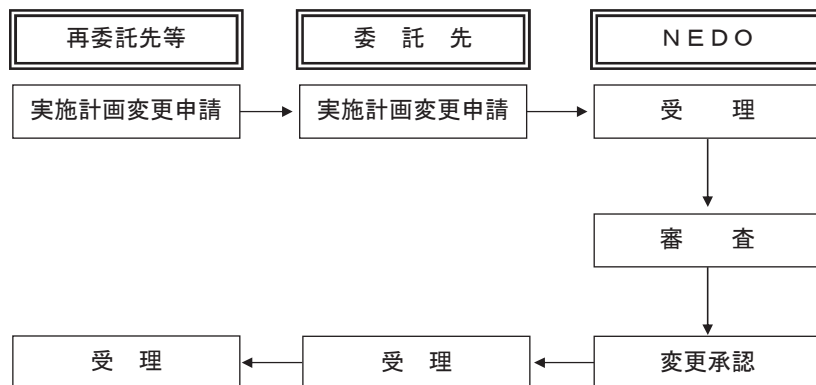 再委託先等
委 託 先
NEDO
実施計画変更申請
実施計画変更申請
受 理
審 査
受 理
受 理
変更承認